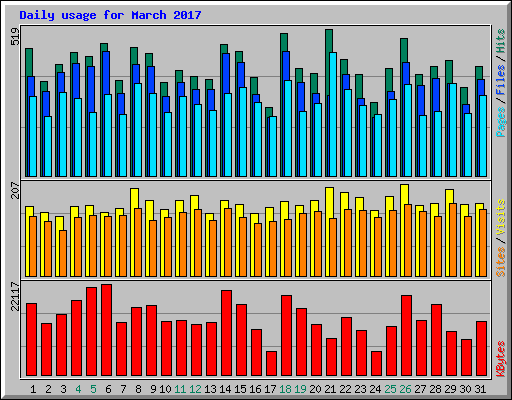 Daily usage for March 2017
519
Pages / Files / Hits
207
Sites / Visits
22117
KBytes
1 2 3 4 5 6 7 8 9 10 11 12 13 14 15 16 17 18 19 20 21 22 23 24 25 26 27 28 29 30 31